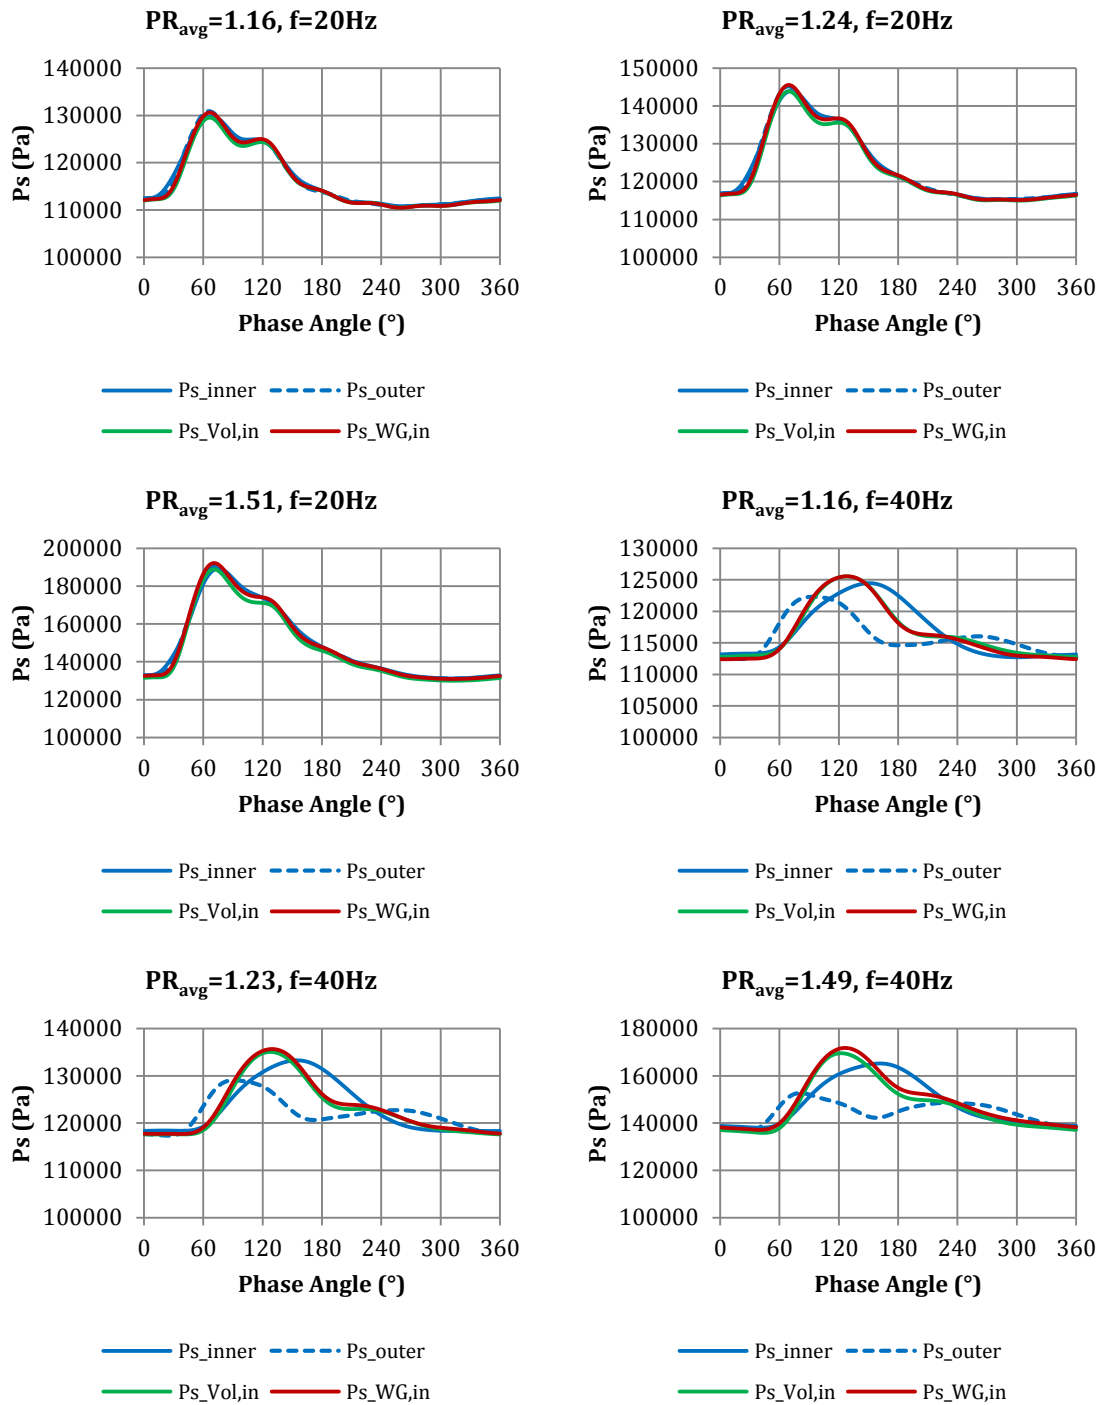 PRavg=1.16, f=20Hz
Ps (Pa)
140000
130000
120000
110000
100000
0 60 120 180 240 300 360
Phase Angle (°)
Ps_inner Ps_outer
Ps_Vol,in Ps_WG,in
PRavg=1.24, f=20Hz
Ps (Pa)
150000
140000
130000
120000
110000
100000
0 60 120 180 240 300 360
Phase Angle (°)
Ps_inner Ps_outer
Ps_Vol,in Ps_WG,in
PRavg=1.51, f=20Hz
Ps (Pa)
200000
180000
160000
140000
120000
100000
0 60 120 180 240 300 360
Phase Angle (°)
Ps_inner Ps_outer
Ps_Vol,in Ps_WG,in
PRavg=1.16, f=40Hz
Ps (Pa)
130000
125000
120000
115000
110000
105000
100000
0 60 120 180 240 300 360
Phase Angle (°)
Ps_inner Ps_outer
Ps_Vol,in Ps_WG,in
PRavg=1.23, f=40Hz
Ps (Pa)
140000
130000
120000
110000
100000
0 60 120 180 240 300 360
Phase Angle (°)
Ps_inner Ps_outer
Ps_Vol,in Ps_WG,in
PRavg=1.49, f=40Hz
Ps (Pa)
180000
160000
140000
120000
100000
0 60 120 180 240 300 360
Phase Angle (°)
Ps_inner Ps_outer
Ps_Vol,in Ps_WG,in